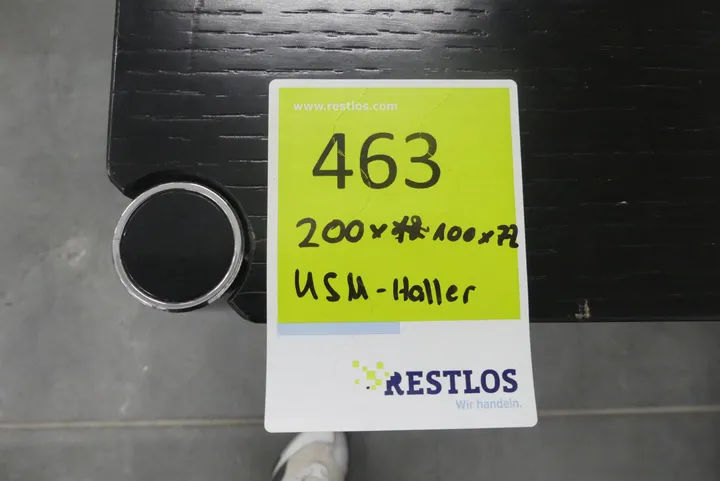 www.restlos.com
463
200 x 100 x 72
USM-Haller
RESTLOS
Wir handeln.